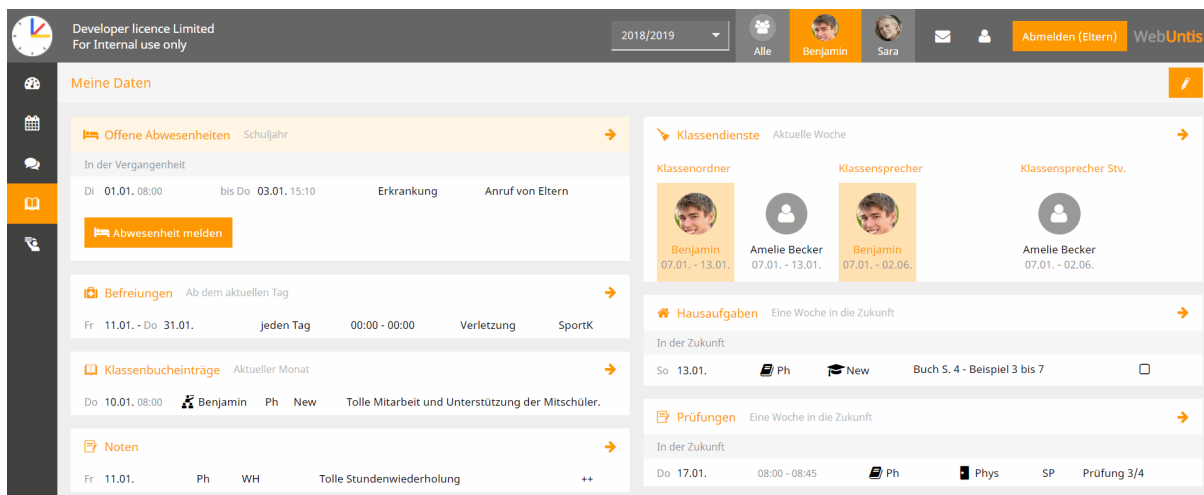 Developer licence Limited
For Internal use only
2018/2019
Alle
Benjamin
Sara
Abmelden (Eltern)
WebUntis
Meine Daten
Offene Abwesenheiten Schuljahr
In der Vergangenheit
Di 01.01. 08:00 bis Do 03.01. 15:10 Erkrankung Anruf von Eltern
Abwesenheit melden
Befreiungen Ab dem aktuellen Tag
Fr 11.01. - Do 31.01. jeden Tag 00:00 - 00:00 Verletzung SportK
Klassenbucheinträge Aktueller Monat
Do 10.01. 08:00 Benjamin Ph New Tolle Mitarbeit und Unterstützung der Mitschüler.
Noten
Fr 11.01. Ph WH Tolle Stundenwiederholung ++
Klassendienste Aktuelle Woche
Klassenordner Klassensprecher Klassensprecher Stv.
Benjamin Amelie Becker Benjamin Amelie Becker
07.01. - 13.01. 07.01. - 13.01. 07.01. - 02.06. 07.01. - 02.06.
Hausaufgaben Eine Woche in die Zukunft
In der Zukunft
So 13.01. Ph New Buch S. 4 - Beispiel 3 bis 7
Prüfungen Eine Woche in die Zukunft
In der Zukunft
Do 17.01. 08:00 - 08:45 Ph Phys SP Prüfung 3/4